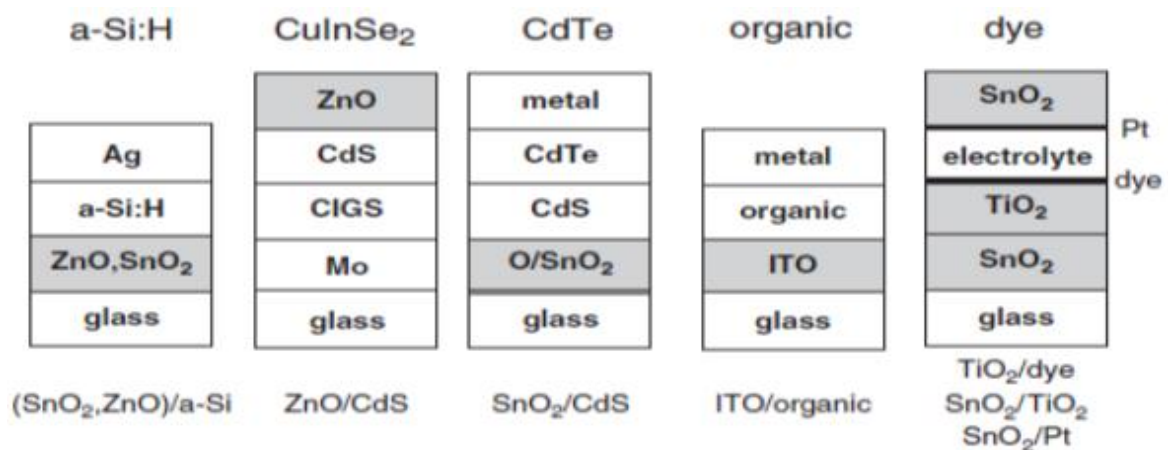 a-Si:H
CuInSe₂
CdTe
organic
dye
Ag
a-Si:H
ZnO,SnO₂
glass
ZnO
CdS
CIGS
Mo
glass
metal
CdTe
CdS
O/SnO₂
glass
metal
organic
ITO
glass
SnO₂
Pt
electrolyte
dye
TiO₂
SnO₂
glass
(SnO₂,ZnO)/a-Si
ZnO/CdS
SnO₂/CdS
ITO/organic
TiO₂/dye
SnO₂/TiO₂
SnO₂/Pt